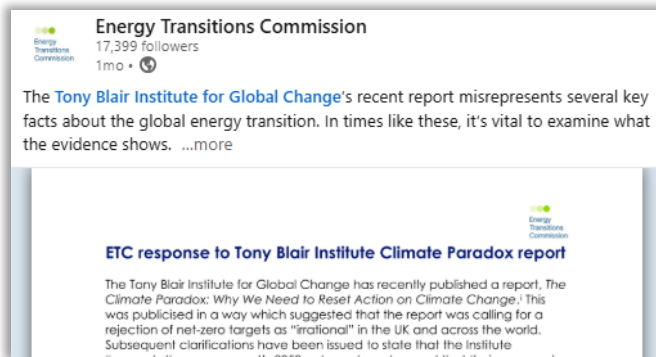 Energy Transitions Commission
17,399 followers
1mo •
Energy
Transitions
Commission
The Tony Blair Institute for Global Change's recent report misrepresents several key
facts about the global energy transition. In times like these, it's vital to examine what
the evidence shows. ...more
Energy
Transitions
Commission
ETC response to Tony Blair Institute Climate Paradox report
The Tony Blair Institute for Global Change has recently published a report, The
Climate Paradox: Why We Need to Reset Action on Climate Change.ⁱ This
was publicised in a way which suggested that the report was calling for a
rejection of net-zero targets as "irrational" in the UK and across the world.
Subsequent clarifications have been issued to state that the Institute